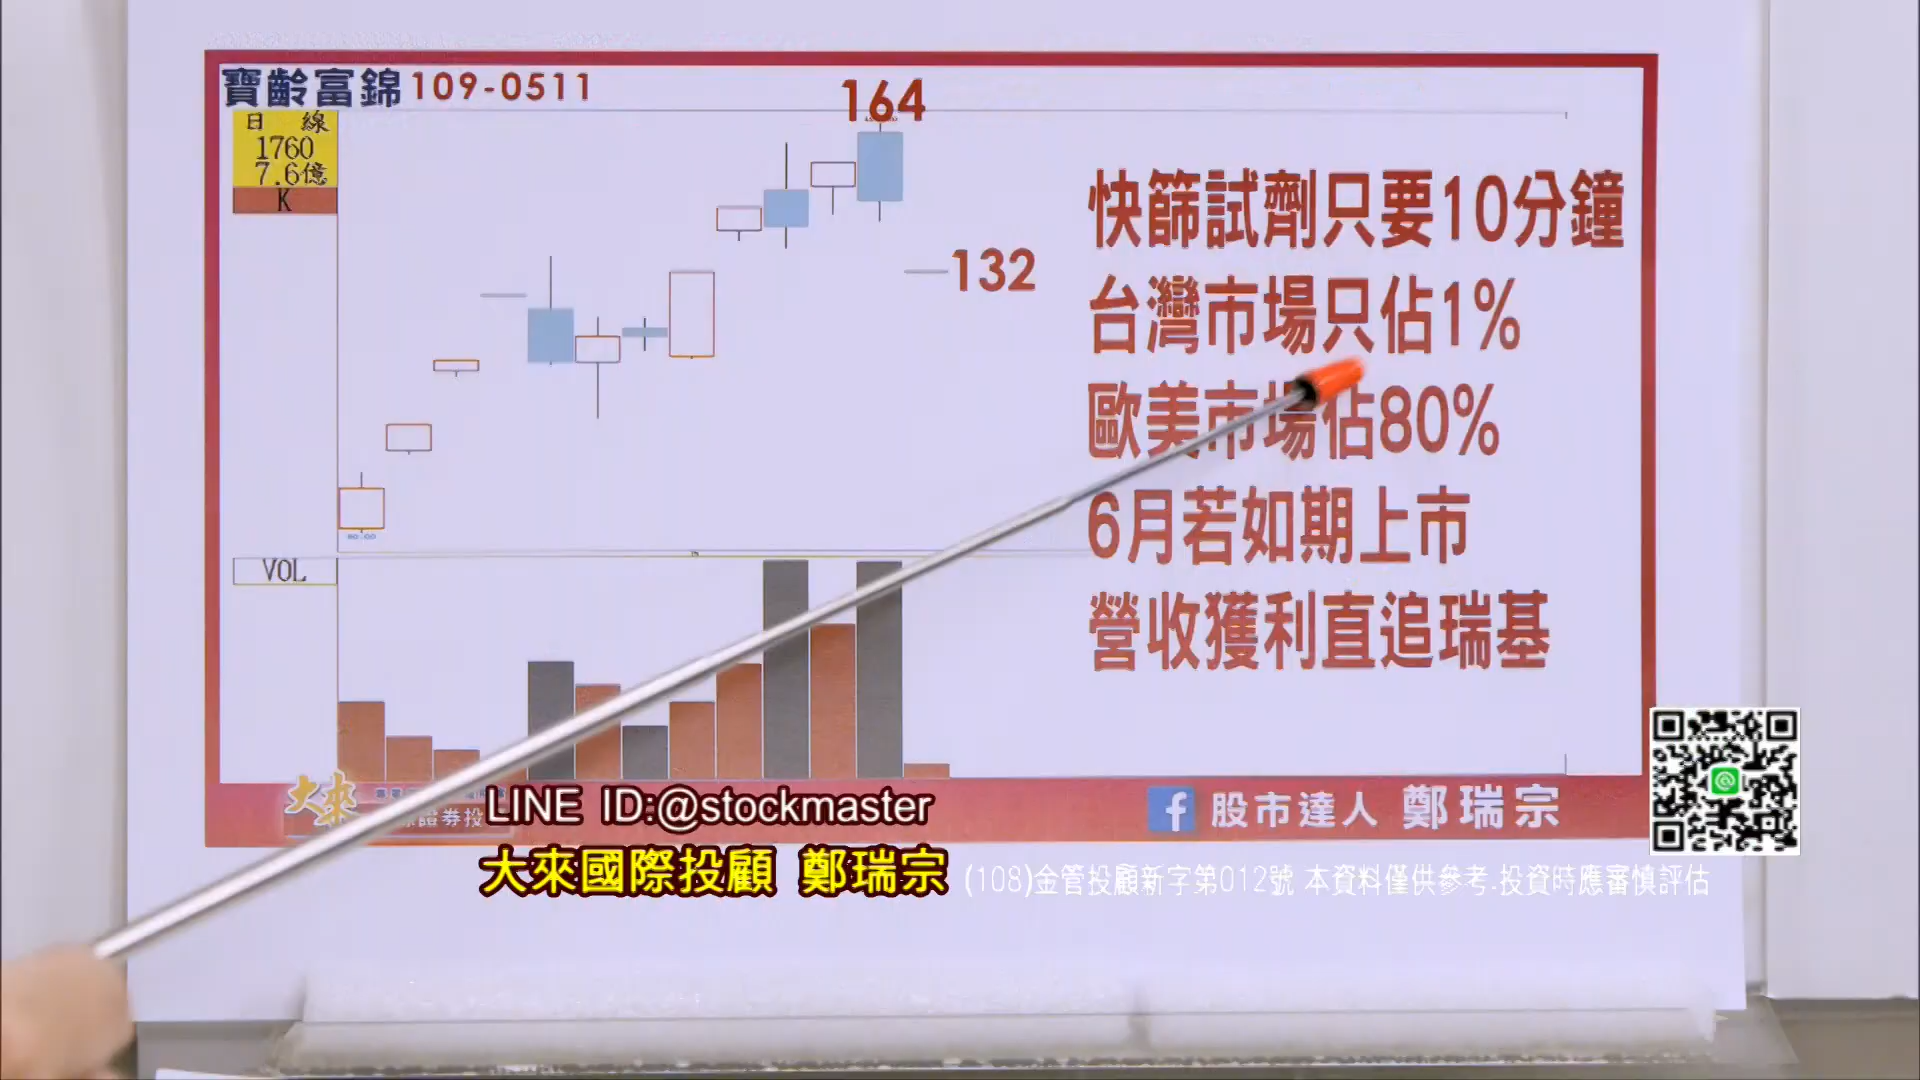 寶齡富錦 109-0511
164
日 線
1760
7.6億
K
132
快篩試劑只要10分鐘
台灣市場只佔1%
歐美市場佔80%
6月若如期上市
營收獲利直追瑞基
VOL
大來
證券投
LINE ID:@stockmaster
股市達人 鄭瑞宗
大來國際投顧 鄭瑞宗
(108)金管投顧新字第012號 本資料僅供參考.投資時應審慎評估